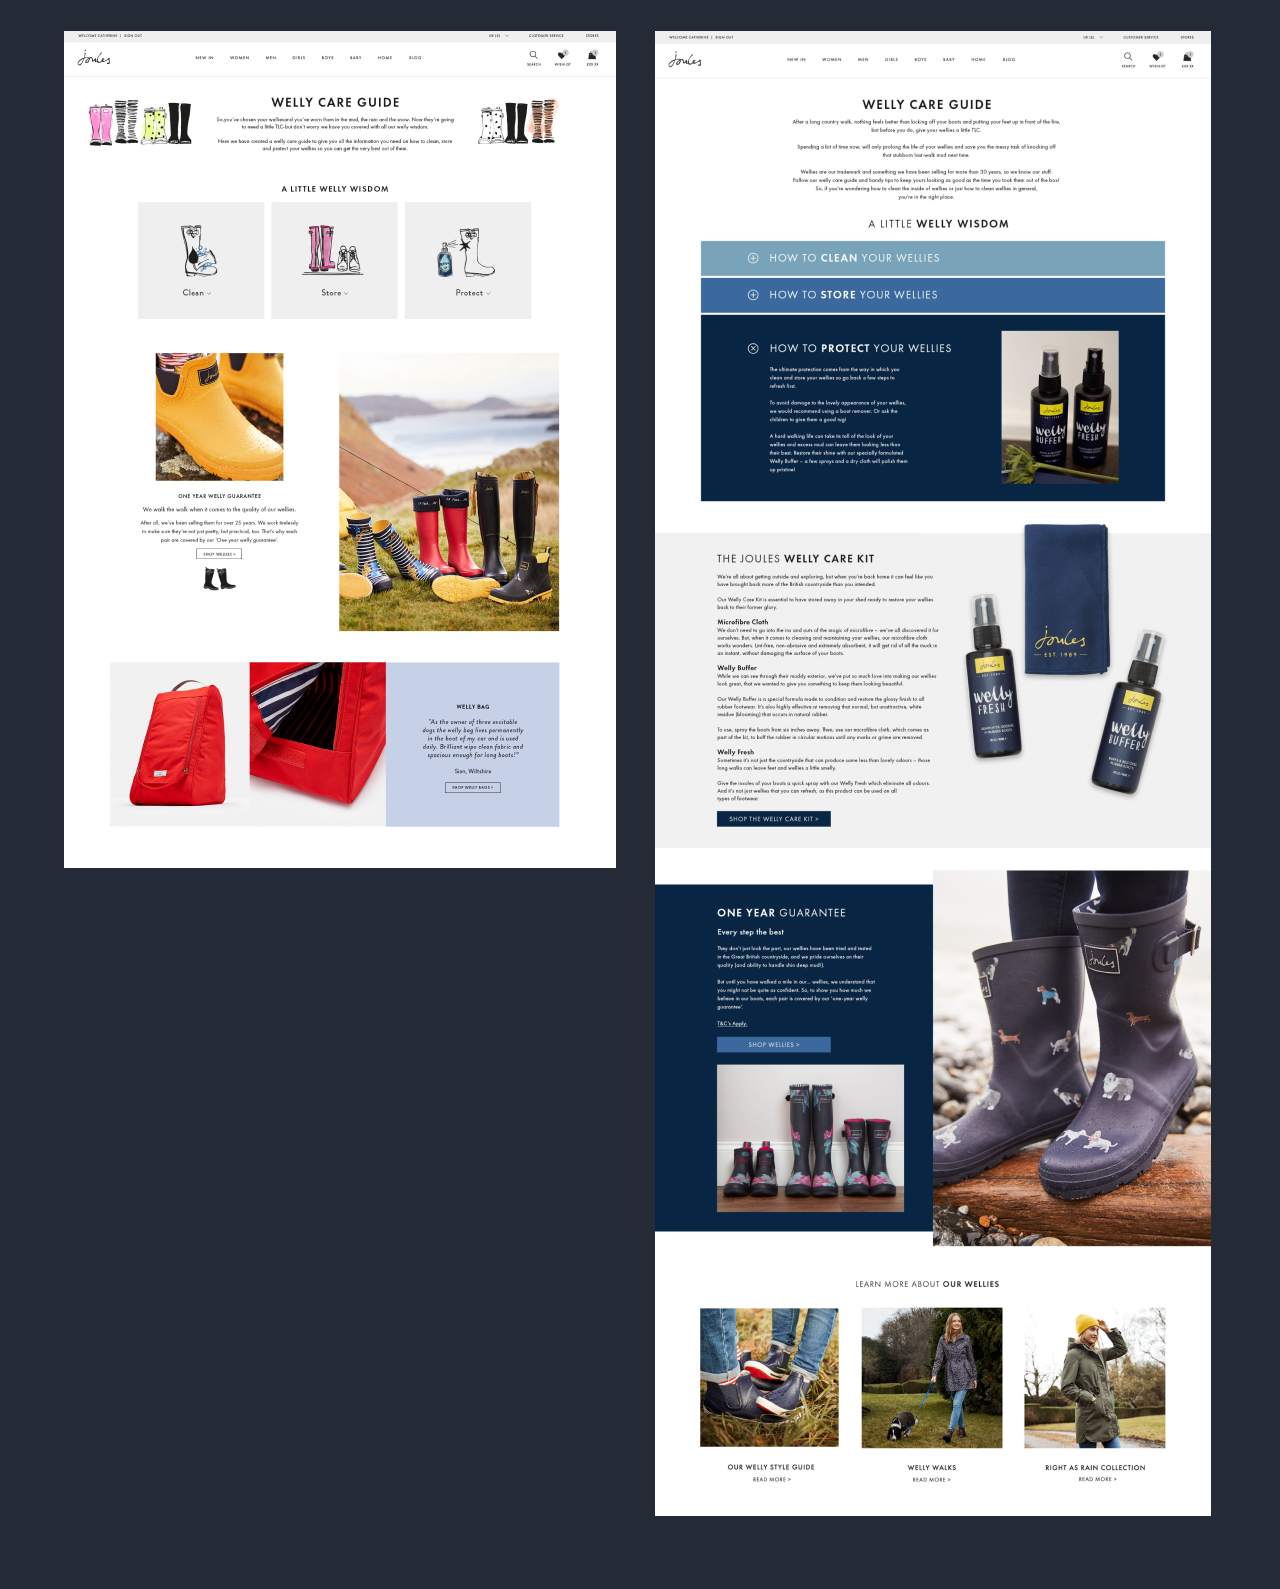 WELCOME CATHERINE | SIGN OUT
UK (£)
CUSTOMER SERVICE
STORES
Joules
NEW IN
WOMEN
MEN
GIRLS
BOYS
BABY
HOME
BLOG
SEARCH
WISHLIST
WELLY CARE GUIDE
So, you've chosen your wellies and you've worn them in the mud, the rain and the snow. Now they're going
to need a little TLC-but don't worry we have you covered with all our welly wisdom.
Here we have created a welly care guide to give you all the information you need on how to clean, store
and protect your wellies so you can get the very best out of them.
A LITTLE WELLY WISDOM
Clean
Store
Protect
ONE YEAR WELLY GUARANTEE
We walk the walk when it comes to the quality of our wellies.
After all, we've been selling them for over 25 years. We work tirelessly
to make sure they're not just pretty, but practical, too. That's why each
pair are covered by our 'One year welly guarantee'.
SHOP WELLIES >
WELLY BAG
"As the owner of three excitable
dogs the welly bag lives permanently
in the boot of my car and is used
daily. Brilliant wipe clean fabric and
spacious enough for long boots!"
Sian, Wiltshire
SHOP WELLY BAGS >
WELCOME CATHERINE | SIGN OUT
UK (£)
CUSTOMER SERVICE
STORES
Joules
NEW IN
WOMEN
MEN
GIRLS
BOYS
BABY
HOME
BLOG
SEARCH
WISHLIST
WELLY CARE GUIDE
After a long country walk, nothing feels better than kicking off your boots and putting your feet up in front of the fire,
but before you do, give your wellies a little TLC.
Spending a bit of time now, will only prolong the life of your wellies and save you the messy task of knocking off
that stubborn last-walk mud next time.
Wellies are our trademark and something we have been selling for more than 30 years, so we know our stuff.
Follow our welly care guide and handy tips to keep yours looking as good as the time you took them out of the box!
So, if you're wondering how to clean the inside of wellies or just how to clean wellies in general,
you're in the right place.
A LITTLE WELLY WISDOM
HOW TO CLEAN YOUR WELLIES
HOW TO STORE YOUR WELLIES
HOW TO PROTECT YOUR WELLIES
The ultimate protection comes from the way in which you
clean and store your wellies so go back a few steps to
refresh first.
To avoid damage to the lovely appearance of your wellies,
we would recommend using a boot remover. Or ask the
children to give them a good tug!
A hard walking life can take its toll of the look of your
wellies and excess mud can leave them looking less than
their best. Restore their shine with our specially formulated
Welly Buffer – a few sprays and a dry cloth will polish them
up pristine!
Joules
welly
BUFFER
Joules
welly
FRESH
THE JOULES WELLY CARE KIT
We're all about getting outside and exploring, but when you're back home it can feel like you
have brought back more of the British countryside than you intended.
Our Welly Care Kit is essential to have stored away in your shed ready to restore your wellies
back to their former glory.
Microfibre Cloth
We don't need to go into the ins and outs of the magic of microfibre – we've all discovered it for
ourselves. But, when it comes to cleaning and maintaining your wellies, our microfibre cloth
works wonders. Lint-free, non-abrasive and extremely absorbent, it will get rid of all the muck in
an instant, without damaging the surface of your boots.
Welly Buffer
While we can see through their muddy exterior, we've put so much love into making our wellies
look great, that we wanted to give you something to keep them looking beautiful.
Our Welly Buffer is a special formula made to condition and restore the glossy finish to all
rubber footwear. It's also highly effective at removing that normal, but unattractive, white
residue (blooming) that occurs in natural rubber.
To use, spray the boots from six inches away. Then, use our microfibre cloth, which comes as
part of the kit, to buff the rubber in circular motions until any marks or grime are removed.
Welly Fresh
Sometimes it's not just the countryside that can produce some less than lovely odours – those
long walks can leave feet and wellies a little smelly.
Give the insoles of your boots a quick spray with our Welly Fresh which eliminate all odours.
And it's not just wellies that you can refresh, as this product can be used on all
types of footwear.
SHOP THE WELLY CARE KIT >
Joules
EST. 1989
Joules
welly
FRESH
Joules
welly
BUFFER
ONE YEAR GUARANTEE
Every step the best
They don't just look the part, our wellies have been tried and tested
in the Great British countryside, and we pride ourselves on their
quality (and ability to handle shin deep mud!).
But until you have walked a mile in our... wellies, we understand that
you might not be quite as confident. So, to show you how much we
believe in our boots, each pair is covered by our 'one-year welly
guarantee'.
T&C's Apply.
SHOP WELLIES >
Joules
LEARN MORE ABOUT OUR WELLIES
OUR WELLY STYLE GUIDE
READ MORE >
WELLY WALKS
READ MORE >
RIGHT AS RAIN COLLECTION
READ MORE >